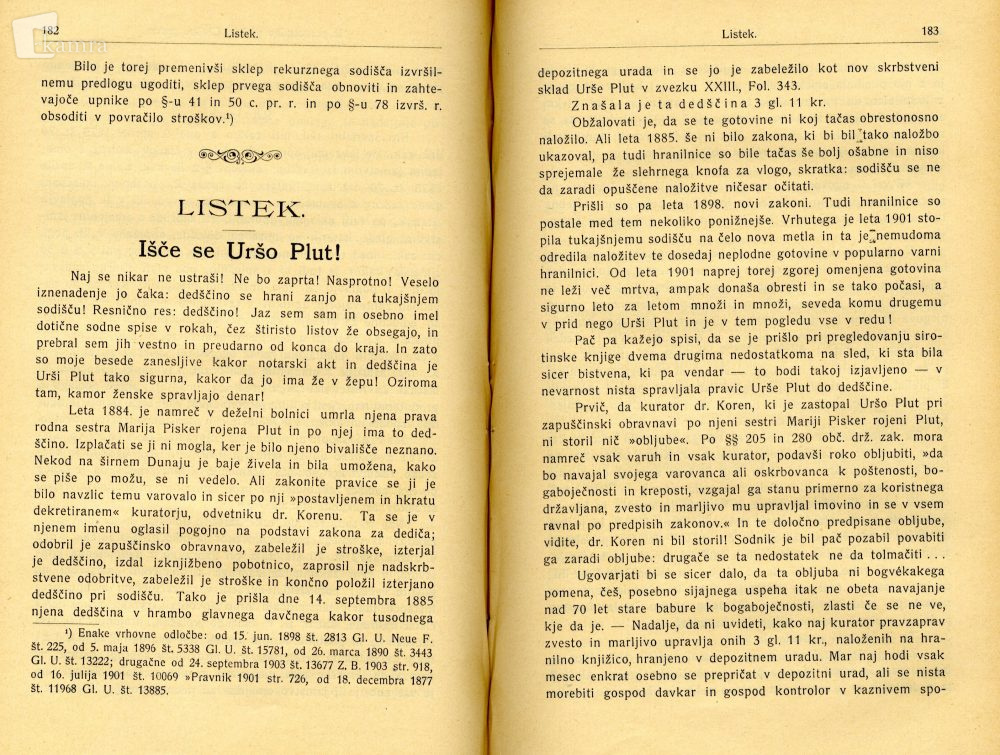 kamra
182
Listek.
Bilo je torej premenivši sklep rekurznega sodišča izvršil-
nemu predlogu ugoditi, sklep prvega sodišča obnoviti in zahte-
vajoče upnike po §-u 41 in 50 c. pr. r. in po §-u 78 izvrš. r.
obsoditi v povračilo stroškov.¹)
LISTEK.
Išče se Uršo Plut!
Naj se nikar ne ustraši! Ne bo zaprta! Nasprotno! Veselo
iznenadenje jo čaka: dedščino se hrani zanjo na tukajšnjem
sodišču! Resnično res: dedščino! Jaz sem sam in osebno imel
dotične sodne spise v rokah, čez štiristo listov že obsegajo, in
prebral sem jih vestno in preudarno od konca do kraja. In zato
so moje besede zanesljive kakor notarski akt in dedščina je
Urši Plut tako sigurna, kakor da jo ima že v žepu! Oziroma
tam, kamor ženske spravljajo denar!
Leta 1884. je namreč v deželni bolnici umrla njena prava
rodna sestra Marija Pisker rojena Plut in po njej ima to ded-
ščino. Izplačati se ji ni mogla, ker je bilo njeno bivališče neznano.
Nekod na širnem Dunaju je baje živela in bila umožena, kako
se piše po možu, se ni vedelo. Ali zakonite pravice se ji je
bilo navzlic temu varovalo in sicer po nji »postavljenem in hkratu
dekretiranem« kuratorju, odvetniku dr. Korenu. Ta se je v
njenem imenu oglasil pogojno na podstavi zakona za dediča;
odobril je zapuščinsko obravnavo, zabeležil je stroške, izterjal
je dedščino, izdal izknjižbeno pobotnico, zaprosil nje nadskrb-
stvene odobritve, zabeležil je stroške in končno položil izterjano
dedščino pri sodišču. Tako je prišla dne 14. septembra 1885
njena dedščina v hrambo glavnega davčnega kakor tusodnega
¹) Enake vrhovne odločbe: od 15. jun. 1898 št. 2813 Gl. U. Neue F.
št. 225, od 5. maja 1896 št. 5338 Gl. U. št. 15781, od 26. marca 1890 št. 3443
Gl. U. št. 13222; drugačne od 24. septembra 1903 št. 13677 Z. B. 1903 str. 918,
od 16. julija 1901 št. 10069 »Pravnik 1901 str. 726, od 18. decembra 1877
št. 11968 Gl. U. št. 13885.
Listek.
183
depozitnega urada in se jo je zabeležilo kot nov skrbstveni
sklad Urše Plut v zvezku XXIII., Fol. 343.
Znašala je ta dedščina 3 gl. 11 kr.
Obžalovati je, da se te gotovine ni koj tačas obrestonosno
naložilo. Ali leta 1885. še ni bilo zakona, ki bi bil tako naložbo
ukazoval, pa tudi hranilnice so bile tačas še bolj ošabne in niso
sprejemale že slehrnega knofa za vlogo, skratka: sodišču se ne
da zaradi opuščene naložitve ničesar očitati.
Prišli so pa leta 1898. novi zakoni. Tudi hranilnice so
postale med tem nekoliko ponižnejše. Vrhutega je leta 1901 sto-
pila tukajšnjemu sodišču na čelo nova metla in ta je nemudoma
odredila naložitev te dosedaj neplodne gotovine v popularno varni
hranilnici. Od leta 1901 naprej torej zgorej omenjena gotovina
ne leži več mrtva, ampak donaša obresti in se tako počasi, a
sigurno leto za letom množi in množi, seveda komu drugemu
v prid nego Urši Plut in je v tem pogledu vse v redu!
Pač pa kažejo spisi, da se je prišlo pri pregledovanju siro-
tinske knjige dvema drugima nedostatkoma na sled, ki sta bila
sicer bistvena, ki pa vendar — to bodi takoj izjavljeno — v
nevarnost nista spravljala pravic Urše Plut do dedščine.
Prvič, da kurator dr. Koren, ki je zastopal Uršo Plut pri
zapuščinski obravnavi po njeni sestri Mariji Pisker rojeni Plut,
ni storil nič »obljube«. Po §§ 205 in 280 obč. drž. zak. mora
namreč vsak varuh in vsak kurator, podavši roko obljubiti, »da
bo navajal svojega varovanca ali oskrbovanca k poštenosti, bo-
gaboječnosti in kreposti, vzgajal ga stanu primerno za koristnega
državljana, zvesto in marljivo mu upravljal imovino in se v vsem
ravnal po predpisih zakonov.« In te določno predpisane obljube,
vidite, dr. Koren ni bil storil! Sodnik je bil pač pozabil povabiti
ga zaradi obljube: drugače se ta nedostatek ne da tolmačiti . . .
Ugovarjati bi se sicer dalo, da ta obljuba ni bogvékakega
pomena, češ, posebno sijajnega uspeha itak ne obeta navajanje
nad 70 let stare babure k bogaboječnosti, zlasti če se ne ve,
kje da je. — Nadalje, da ni uvideti, kako naj kurator pravzaprav
zvesto in marljivo upravlja onih 3 gl. 11 kr., naloženih na hra-
nilno knjižico, hranjeno v depozitnem uradu. Mar naj hodi vsak
mesec enkrat osebno se prepričat v depozitni urad, ali se nista
morebiti gospod davkar in gospod kontrolor v kaznivem spo-